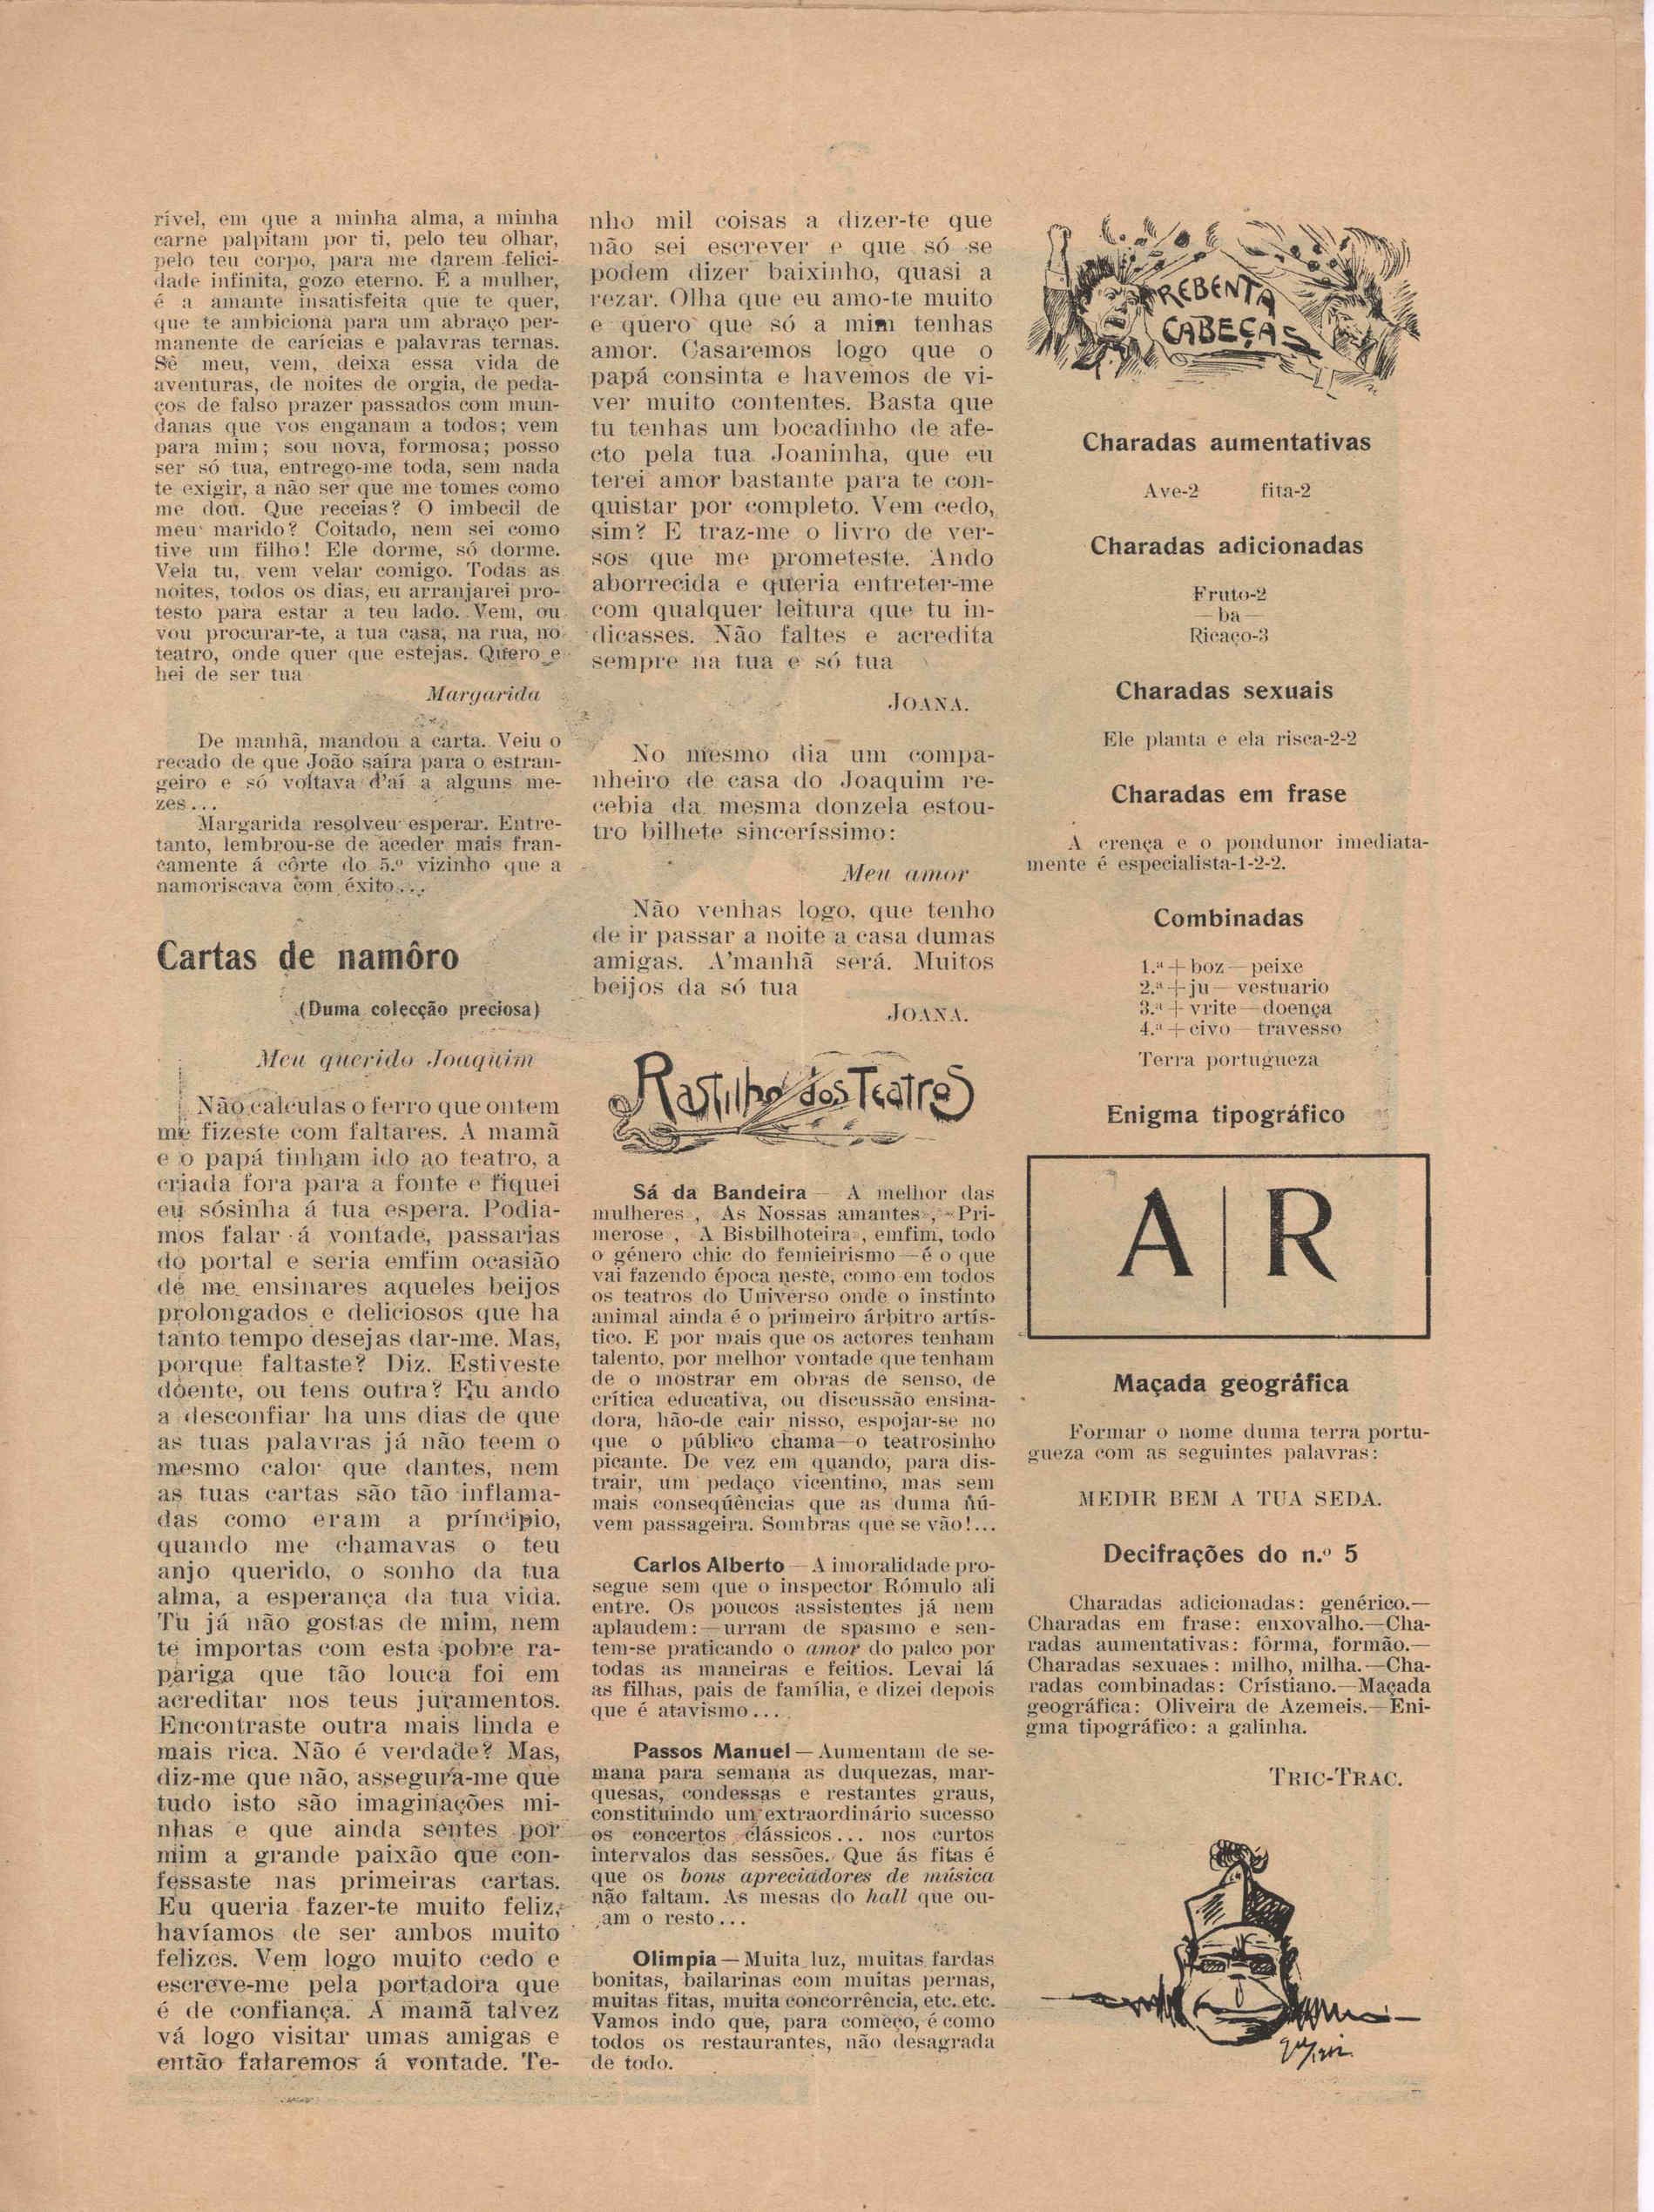 rível, em que a minha alma, a minha
carne palpitam por ti, pelo teu olhar,
pelo teu corpo, para me darem felici-
dade infinita, gozo eterno. É a mulher,
é a amante insatisfeita que te quer,
que te ambiciona para um abraço per-
manente de carícias e palavras ternas.
Sê meu, vem, deixa essa vida de
aventuras, de noites de orgia, de peda-
ços de falso prazer passados com mun-
danas que vos enganam a todos; vem
para mim; sou nova, formosa; posso
ser só tua, entrego-me toda, sem nada
te exigir, a não ser que me tomes como
me dou. Que receias? O imbecil de
meu marido? Coitado, nem sei como
tive um filho! Ele dorme, só dorme.
Vela tu, vem velar comigo. Todas as
noites, todos os dias, eu arranjarei pro-
testo para estar a teu lado. Vem, ou
vou procurar-te, a tua casa, na rua, no
teatro, onde quer que estejas. Quero e
hei de ser tua
Margarida
De manhã, mandou a carta. Veiu o
recado de que João saíra para o estran-
geiro e só voltava d'aí a alguns me-
zes...
Margarida resolveu esperar. Entre-
tanto, lembrou-se de aceder mais fran-
camente á côrte do 5.º vizinho que a
namoriscava com éxito...
Cartas de namôro
(Duma colecção preciosa)
Meu querido Joaquim
Não calculas o ferro que ontem
me fizeste com faltares. A mamã
e o papá tinham ido ao teatro, a
criada fora para a fonte e fiquei
eu sósinha á tua espera. Podia-
mos falar á vontade, passarias
do portal e seria emfim ocasião
de me ensinares aqueles beijos
prolongados e deliciosos que ha
tanto tempo desejas dar-me. Mas,
porque faltaste? Diz. Estiveste
doente, ou tens outra? Eu ando
a desconfiar ha uns dias de que
as tuas palavras já não teem o
mesmo calor que dantes, nem
as tuas cartas são tão inflama-
das como eram a príncipio,
quando me chamavas o teu
anjo querido, o sonho da tua
alma, a esperança da tua vida.
Tu já não gostas de mim, nem
te importas com esta pobre ra-
pariga que tão louca foi em
acreditar nos teus juramentos.
Encontraste outra mais linda e
mais rica. Não é verdade? Mas,
diz-me que não, assegura-me que
tudo isto são imaginações mi-
nhas e que ainda sentes por
mim a grande paixão que con-
fessaste nas primeiras cartas.
Eu queria fazer-te muito feliz,
havíamos de ser ambos muito
felizes. Vem logo muito cedo e
escreve-me pela portadora que
é de confiança. A mamã talvez
vá logo visitar umas amigas e
então falaremos á vontade. Te-
nho mil coisas a dizer-te que
não sei escrever e que só se
podem dizer baixinho, quasi a
rezar. Olha que eu amo-te muito
e quero que só a mim tenhas
amor. Casaremos logo que o
papá consinta e havemos de vi-
ver muito contentes. Basta que
tu tenhas um bocadinho de afe-
cto pela tua Joaninha, que eu
terei amor bastante para te con-
quistar por completo. Vem cedo,
sim? E traz-me o livro de ver-
sos que me prometeste. Ando
aborrecida e queria entreter-me
com qualquer leitura que tu in-
dicasses. Não faltes e acredita
sempre na tua e só tua
JOANA.
No mesmo dia um compa-
nheiro de casa do Joaquim re-
cebia da mesma donzela estou-
tro bilhete sinceríssimo:
Meu amor
Não venhas logo, que tenho
de ir passar a noite a casa dumas
amigas. A'manhã será. Muitos
beijos da só tua
JOANA.
Rastilho dos Teatros
Sá da Bandeira — A melhor das
mulheres, As Nossas amantes», «Pri-
merose, A Bisbilhoteira», emfim, todo
o género chic do femieirismo—é o que
vai fazendo época neste, como em todos
os teatros do Universo onde o instinto
animal ainda é o primeiro árbitro artís-
tico. E por mais que os actores tenham
talento, por melhor vontade que tenham
de o mostrar em obras de senso, de
crítica educativa, ou discussão ensina-
dora, hão-de cair nisso, espojar-se no
que o público chama—o teatrosinho
picante. De vez em quando, para dis-
trair, um pedaço vicentino, mas sem
mais conseqüências que as duma nú-
vem passageira. Sombras que se vão!...
Carlos Alberto — A imoralidade pro-
segue sem que o inspector Rómulo ali
entre. Os poucos assistentes já nem
aplaudem:—urram de spasmo e sen-
tem-se praticando o amor do palco por
todas as maneiras e feitios. Levai lá
as filhas, pais de família, e dizei depois
que é atavismo...
Passos Manuel — Aumentam de se-
mana para semana as duquezas, mar-
quesas, condessas e restantes graus,
constituindo um extraordinário sucesso
os concertos clássicos... nos curtos
intervalos das sessões. Que ás fitas é
que os bons apreciadores de música
não faltam. As mesas do hall que ou-
am o resto...
Olimpia — Muita luz, muitas fardas
bonitas, bailarinas com muitas pernas,
muitas fitas, muita concorrência, etc. etc.
Vamos indo que, para começo, é como
todos os restaurantes, não desagrada
de todo.
REBENTA
CABEÇAS
Charadas aumentativas
Ave-2 fita-2
Charadas adicionadas
Fruto-2
— ba —
Ricaço-3
Charadas sexuais
Ele planta e ela risca-2-2
Charadas em frase
A crença e o pondunor imediata-
mente é especialista-1-2-2.
Combinadas
1.ª + boz — peixe
2.ª + ju — vestuario
3.ª + vrite — doença
4.ª + civo — travesso
Terra portugueza
Enigma tipográfico
A | R
Maçada geográfica
Formar o nome duma terra portu-
gueza com as seguintes palavras:
MEDIR BEM A TUA SEDA.
Decifrações do n.º 5
Charadas adicionadas: genérico.—
Charadas em frase: enxovalho.—Cha-
radas aumentativas: fôrma, formão.—
Charadas sexuaes: milho, milha.—Cha-
radas combinadas: Cristiano.—Maçada
geográfica: Oliveira de Azemeis.—Eni-
gma tipográfico: a galinha.
TRIC-TRAC.